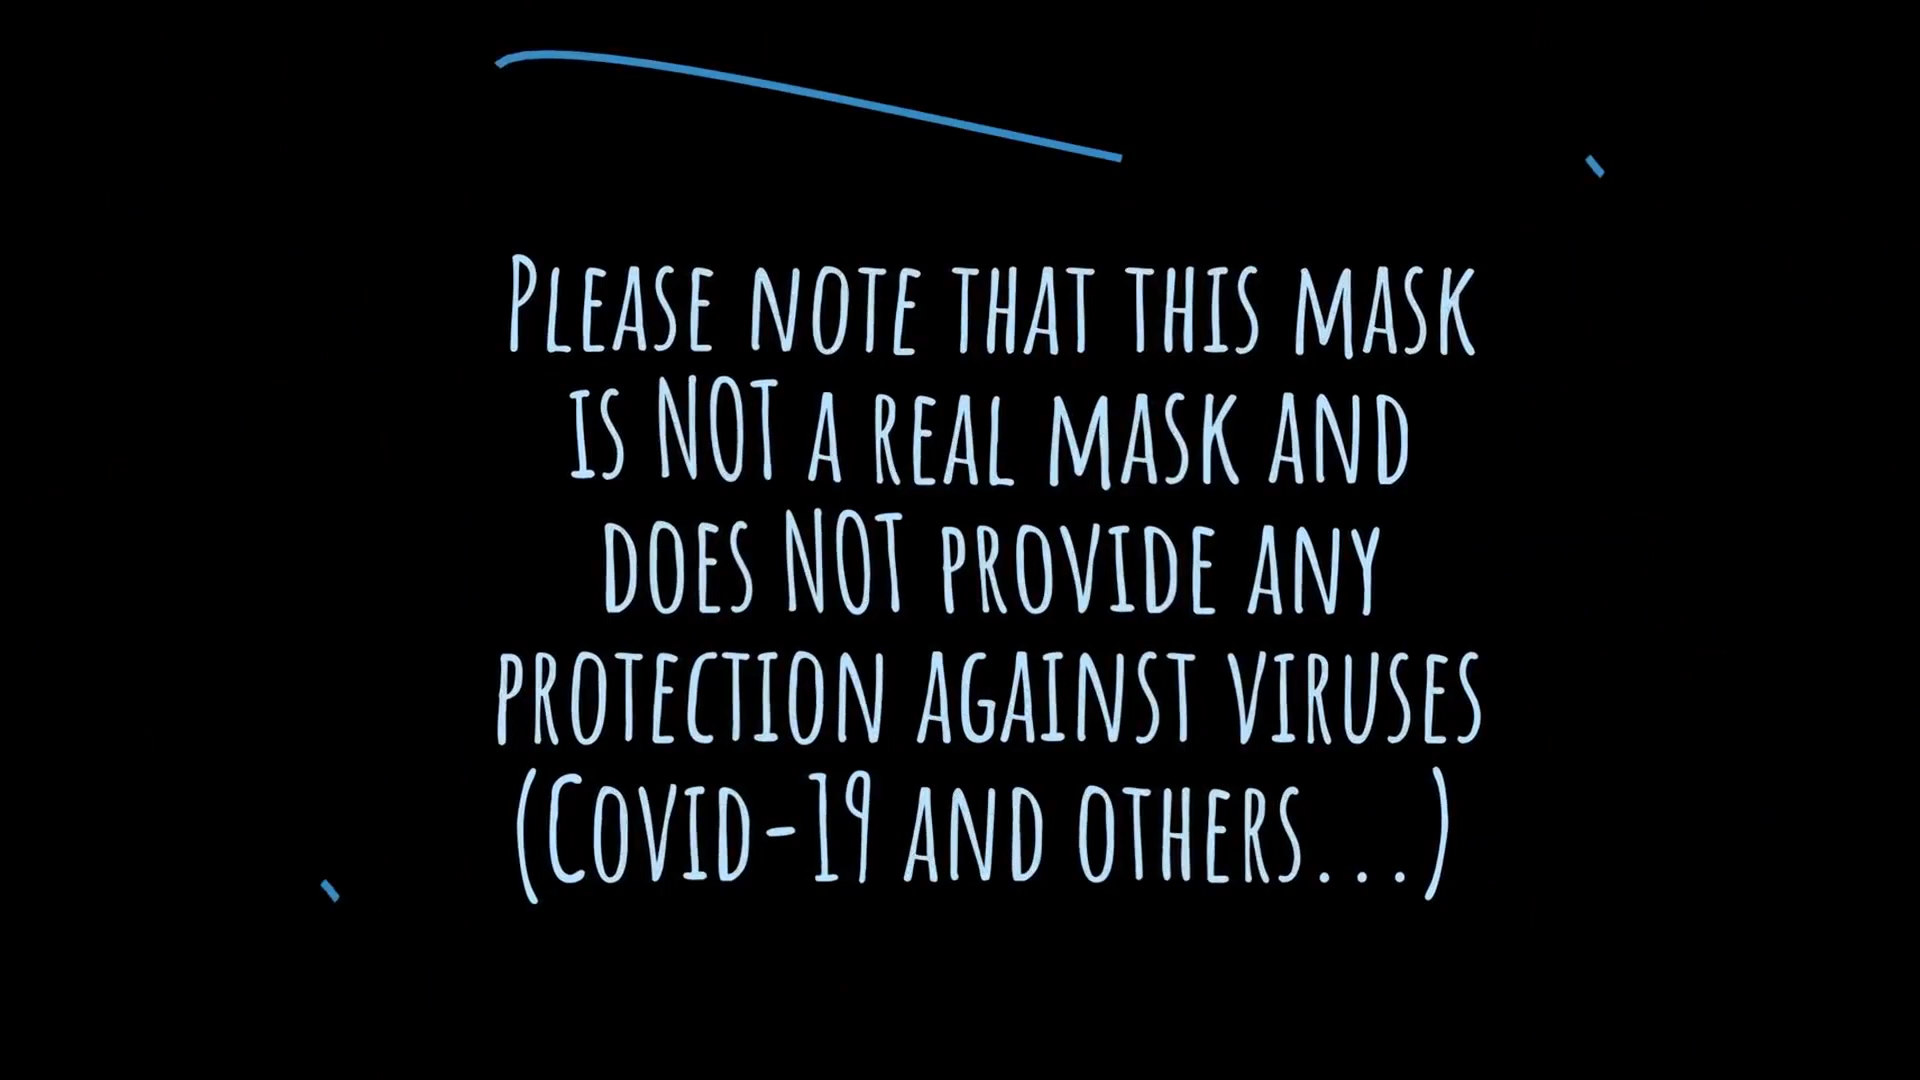 Please note that this mask
is NOT a real mask and
does NOT provide any
protection against viruses
(Covid-19 and others...)